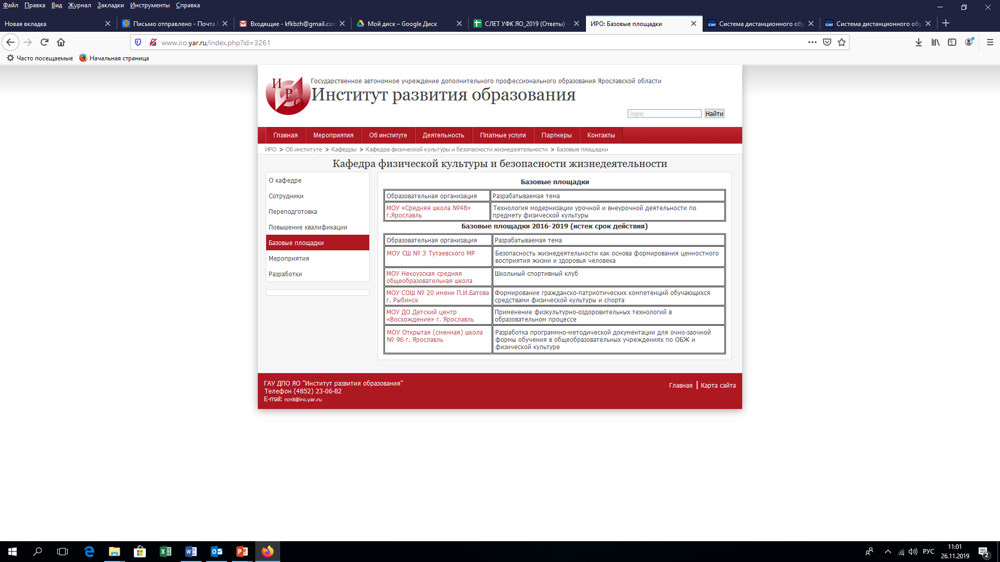 Файл Правка Вид Журнал Закладки Инструменты Справка
Новая вкладка
Письмо отправлено - Почта
Входящие - kfkbzh@gmail.con
Мой диск – Google Диск
СЛЕТ УФК ЯО_2019 (Ответы) -
ИРО: Базовые площадки
Система дистанционного обу
Система дистанционного обу
www.iro.yar.ru/index.php?id=3261
Часто посещаемые Начальная страница
И Р О
Государственное автономное учреждение дополнительного профессионального образования Ярославской области
Институт развития образования
Яндекс Найти
Главная Мероприятия Об институте Деятельность Платные услуги Партнеры Контакты
ИРО > Об институте > Кафедры > Кафедра физической культуры и безопасности жизнедеятельности > Базовые площадки
Кафедра физической культуры и безопасности жизнедеятельности
О кафедре
Сотрудники
Переподготовка
Повышение квалификации
Базовые площадки
Мероприятия
Разработки
Базовые площадки
Образовательная организация Разрабатываемая тема
МОУ «Средняя школа №48»
г.Ярославль
Технология модернизации урочной и внеурочной деятельности по
предмету физической культуры
Базовые площадки 2016-2019 (истек срок действия)
Образовательная организация Разрабатываемая тема
МОУ СШ № 3 Тутаевского МР
Безопасность жизнедеятельности как основа формирования ценностного
восприятия жизни и здоровья человека
МОУ Некоузская средняя
общеобразовательная школа
Школьный спортивный клуб
МОУ СОШ № 20 имени П.И.Батова
г. Рыбинск
Формирование гражданско-патриотических компетенций обучающихся
средствами физической культуры и спорта
МОУ ДО Детский центр
«Восхождение» г. Ярославль
Применение физкультурно-оздоровительных технологий в
образовательном процессе
МОУ Открытая (сменная) школа
№ 96 г. Ярославль
Разработка программно-методической документации для очно-заочной
формы обучения в общеобразовательных учреждениях по ОБЖ и
физической культуре
ГАУ ДПО ЯО "Институт развития образования"
Телефон (4852) 23-06-82
E-mail: rcnit@iro.yar.ru
Главная | Карта сайта
РУС
11:01
26.11.2019
2